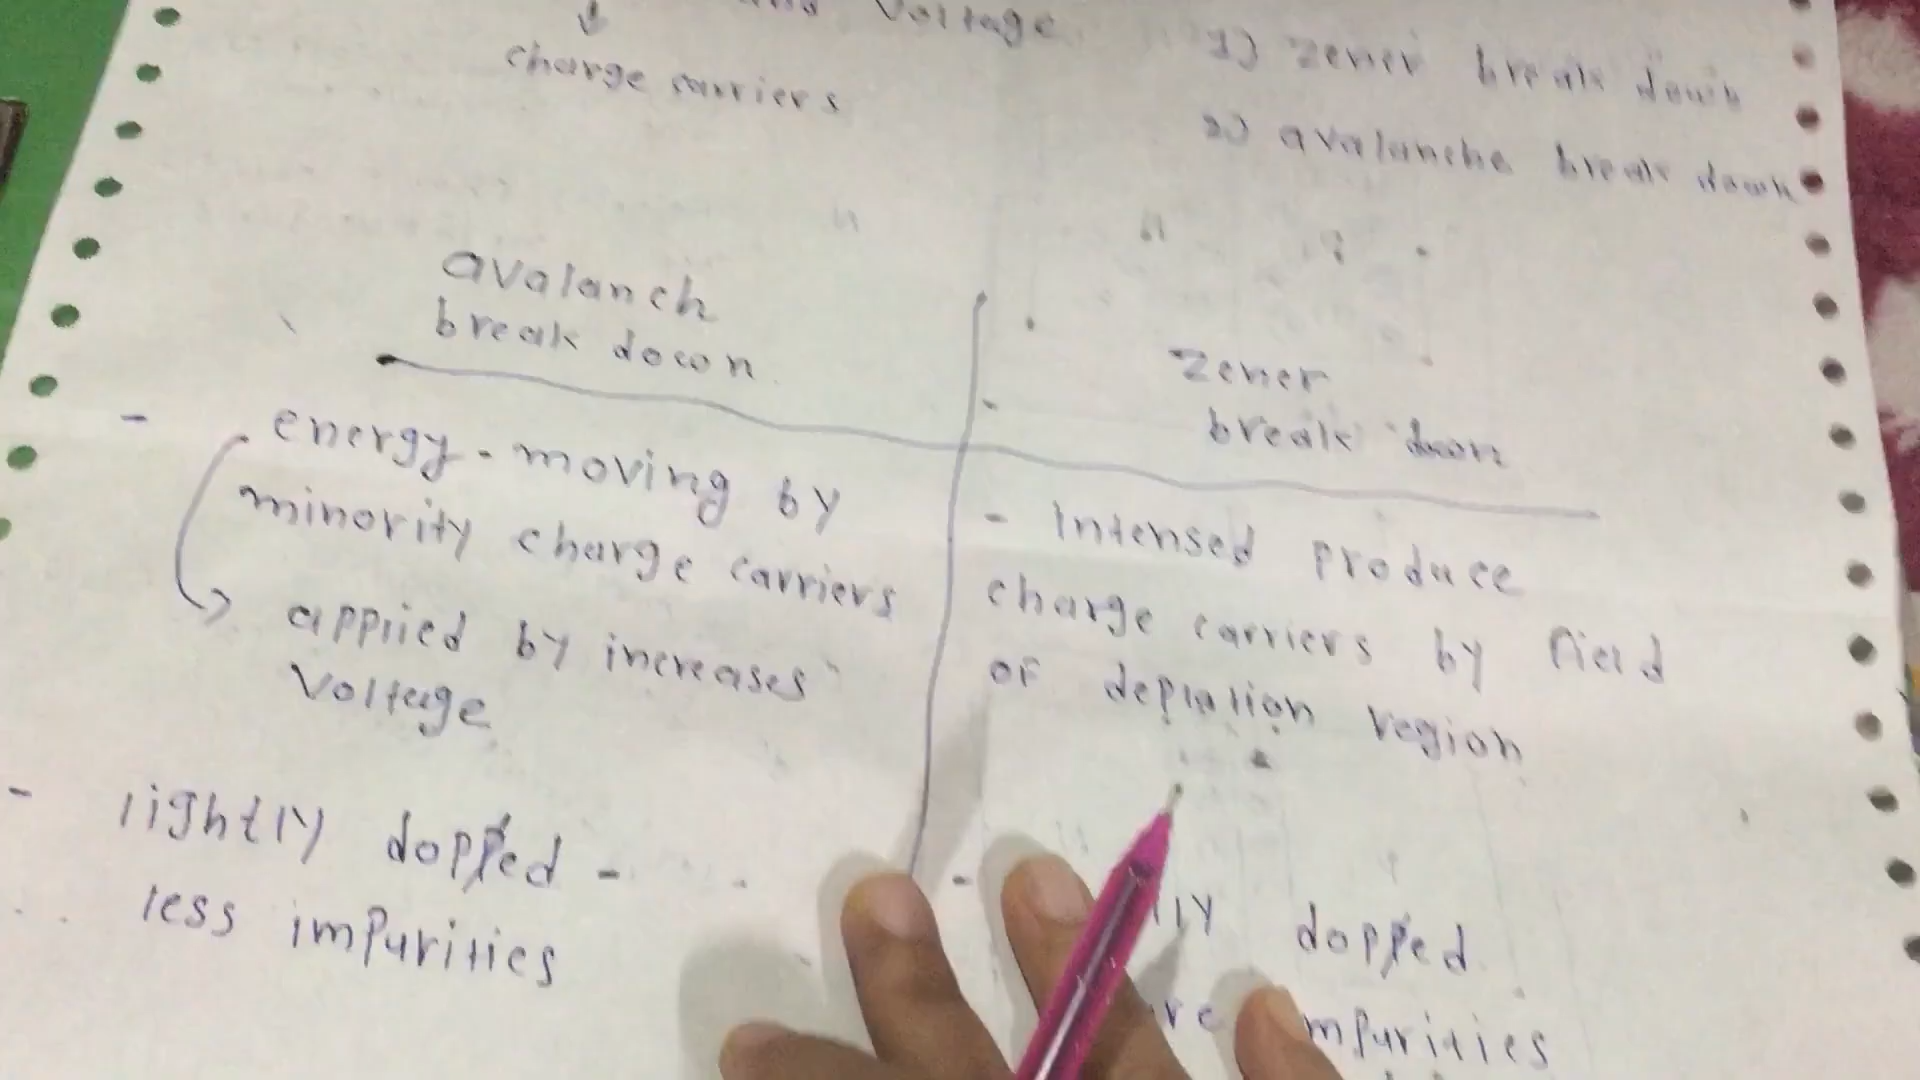 Voltage
charge carriers
1) Zener break down
2) avalanche break down
avalanch
break down
Zener
break down
- energy - moving by
minority charge carriers
applied by increases
Voltage
- Intensed produce
charge carriers by field
of deplation region
- lightly dopped -
less impurities
- dopped
impurities